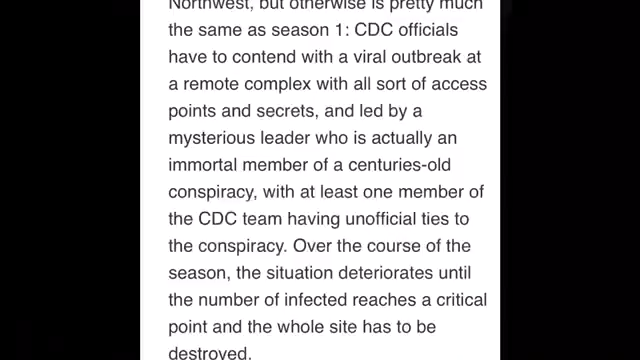 Northwest, but otherwise is pretty much
the same as season 1: CDC officials
have to contend with a viral outbreak at
a remote complex with all sort of access
points and secrets, and led by a
mysterious leader who is actually an
immortal member of a centuries-old
conspiracy, with at least one member of
the CDC team having unofficial ties to
the conspiracy. Over the course of the
season, the situation deteriorates until
the number of infected reaches a critical
point and the whole site has to be
destroyed.